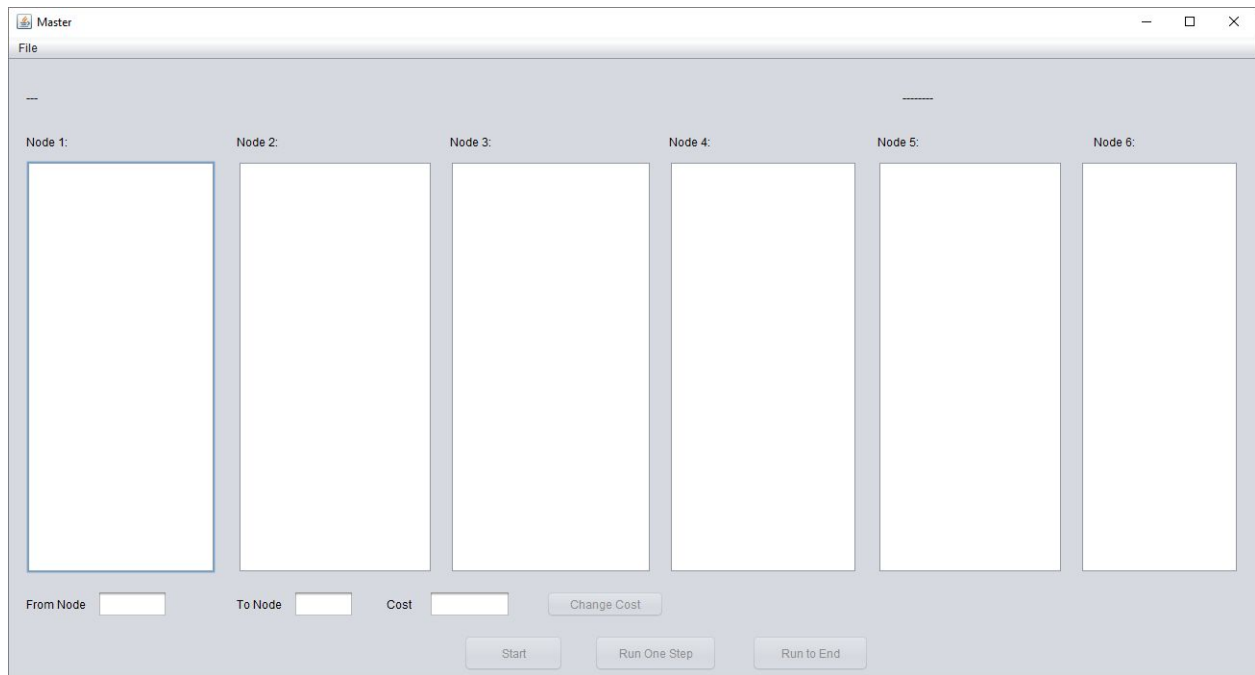 Master
File
---
--------
Node 1: Node 2: Node 3: Node 4: Node 5: Node 6:
From Node To Node Cost Change Cost
Start Run One Step Run to End